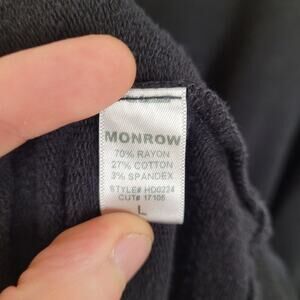 MONROW
70% RAYON
27% COTTON
3% SPANDEX
STYLE# HD0224
CUT# 17105
L